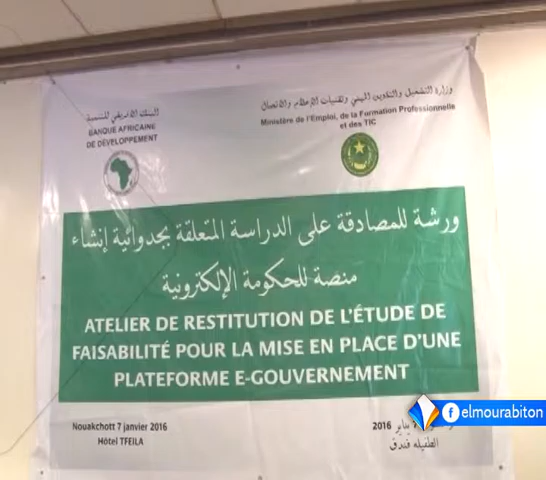 البنك الإفريقي للتنمية
BANQUE AFRICAINE
DE DÉVELOPPEMENT
وزارة التشغيل والتكوين المهني وتقنيات الإعلام والاتصال
Ministère de l'Emploi, de la Formation Professionnelle
et des TIC
ورشة للمصادقة على الدراسة المتعلقة بجدوائية إنشاء
منصة للحكومة الإلكترونية
ATELIER DE RESTITUTION DE L'ÉTUDE DE
FAISABILITÉ POUR LA MISE EN PLACE D'UNE
PLATEFORME E-GOUVERNEMENT
Nouakchott 7 janvier 2016
Hôtel TFEILA
يناير 2016
الطفيله فندق
elmourabiton